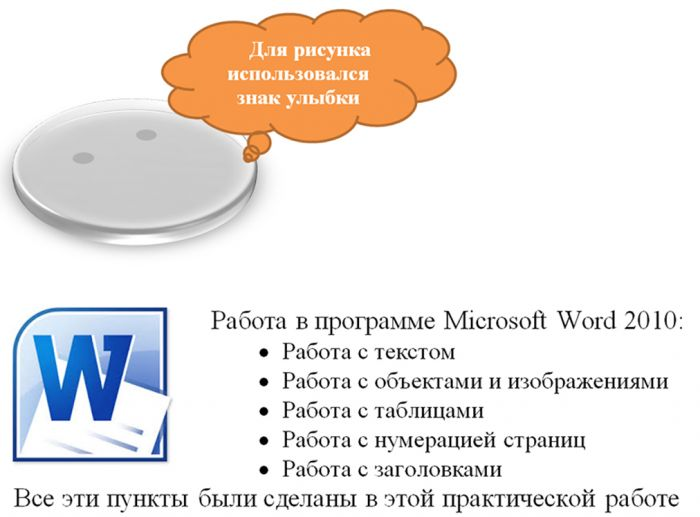 Для рисунка
использовался
знак улыбки
W
Работа в программе Microsoft Word 2010:
• Работа с текстом
• Работа с объектами и изображениями
• Работа с таблицами
• Работа с нумерацией страниц
• Работа с заголовками
Все эти пункты были сделаны в этой практической работе